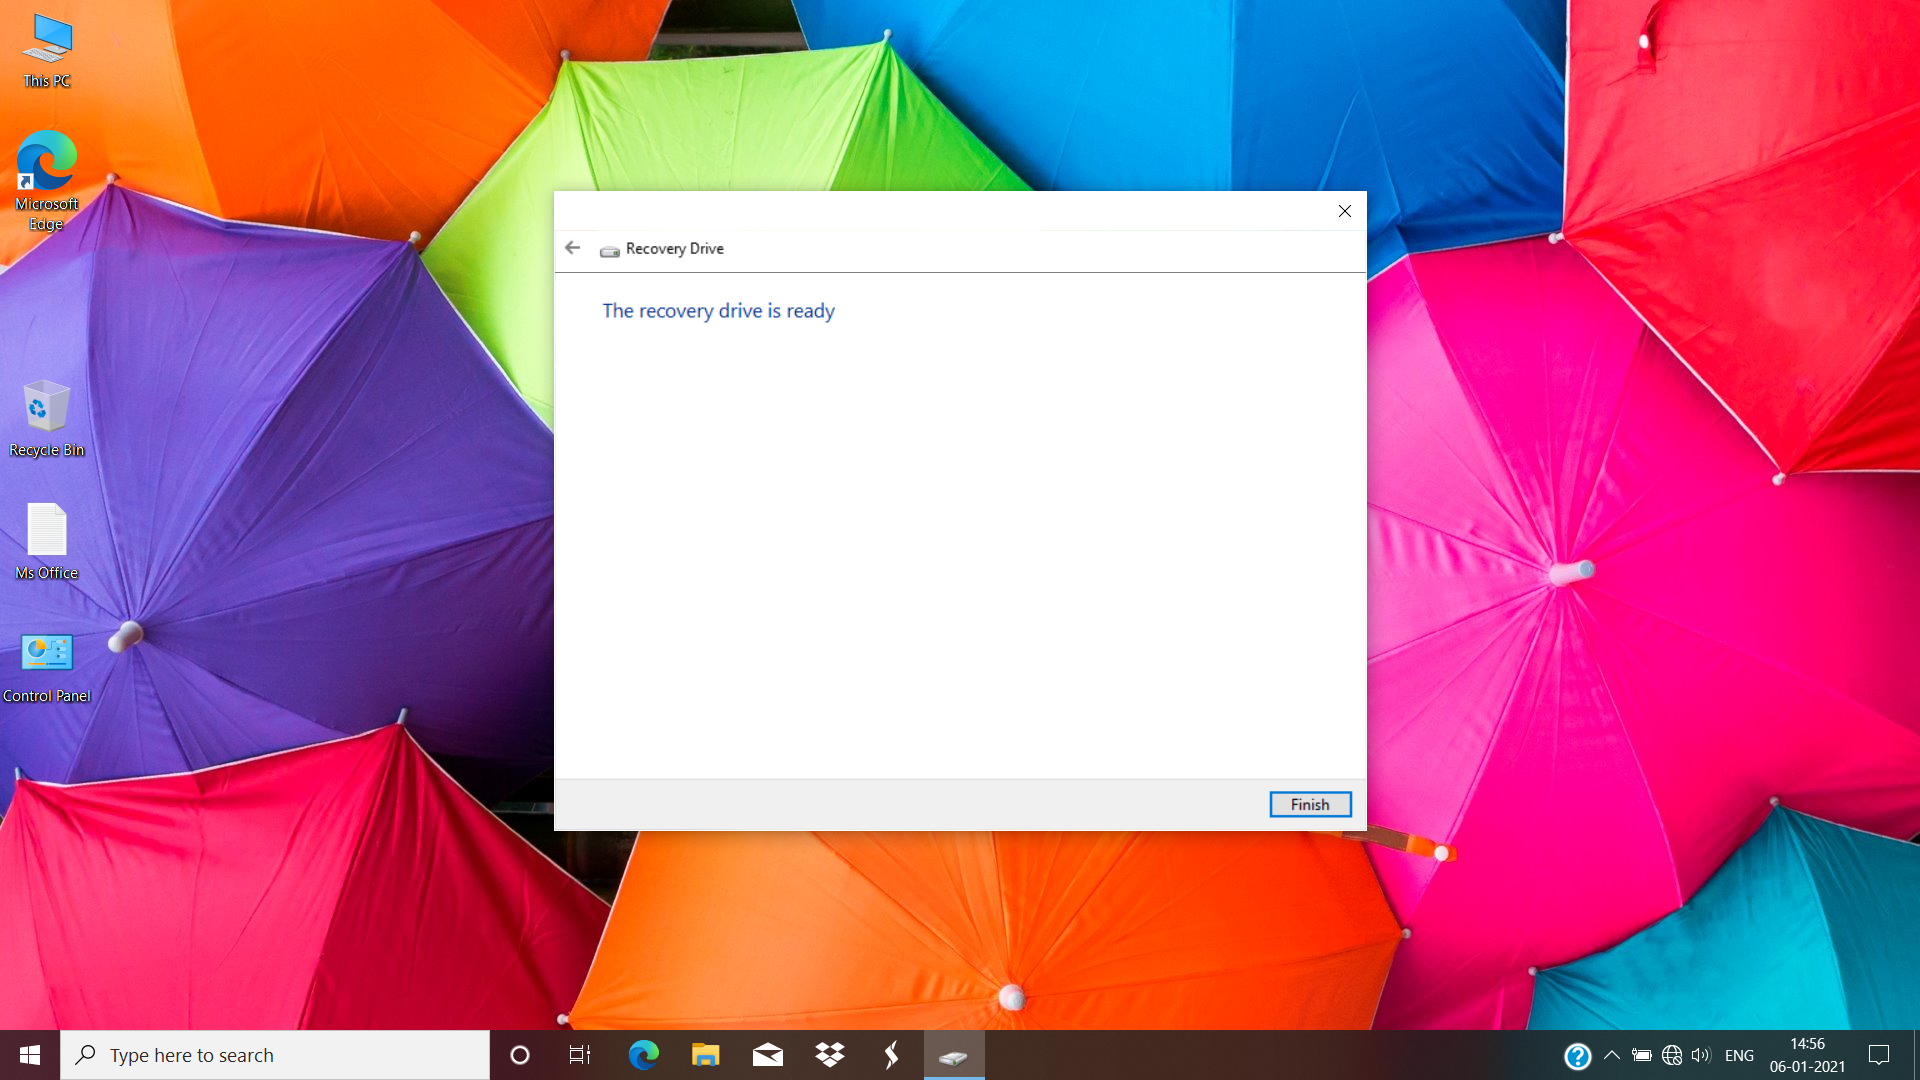 This PC
Microsoft
Edge
Recycle Bin
Ms Office
Control Panel
Recovery Drive
The recovery drive is ready
Finish
Type here to search
ENG
14:56
06-01-2021